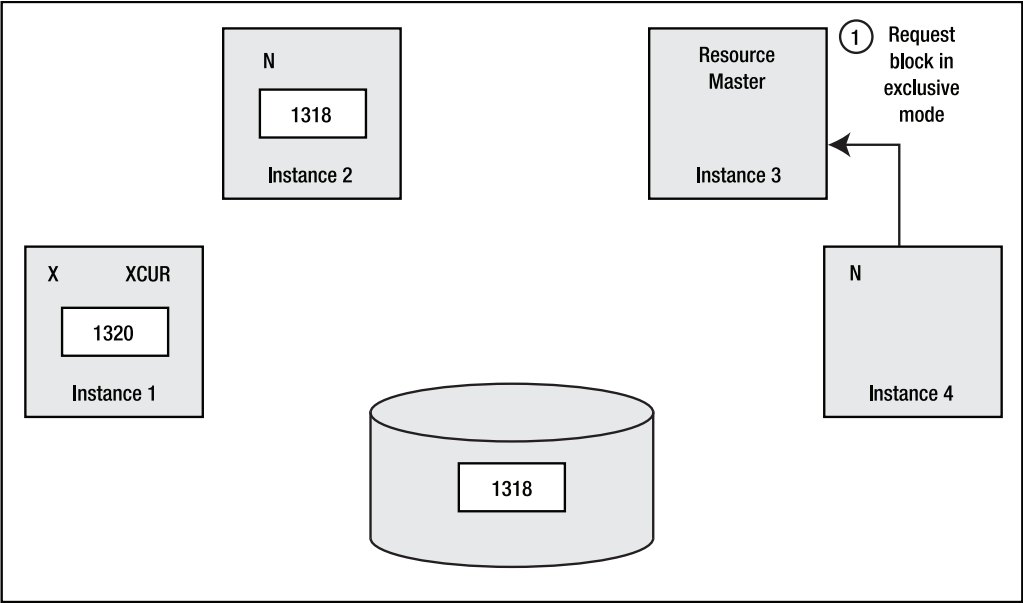 N
1318
Instance 2
Resource
Master
Instance 3
1
Request
block in
exclusive
mode
X XCUR
1320
Instance 1
N
Instance 4
1318